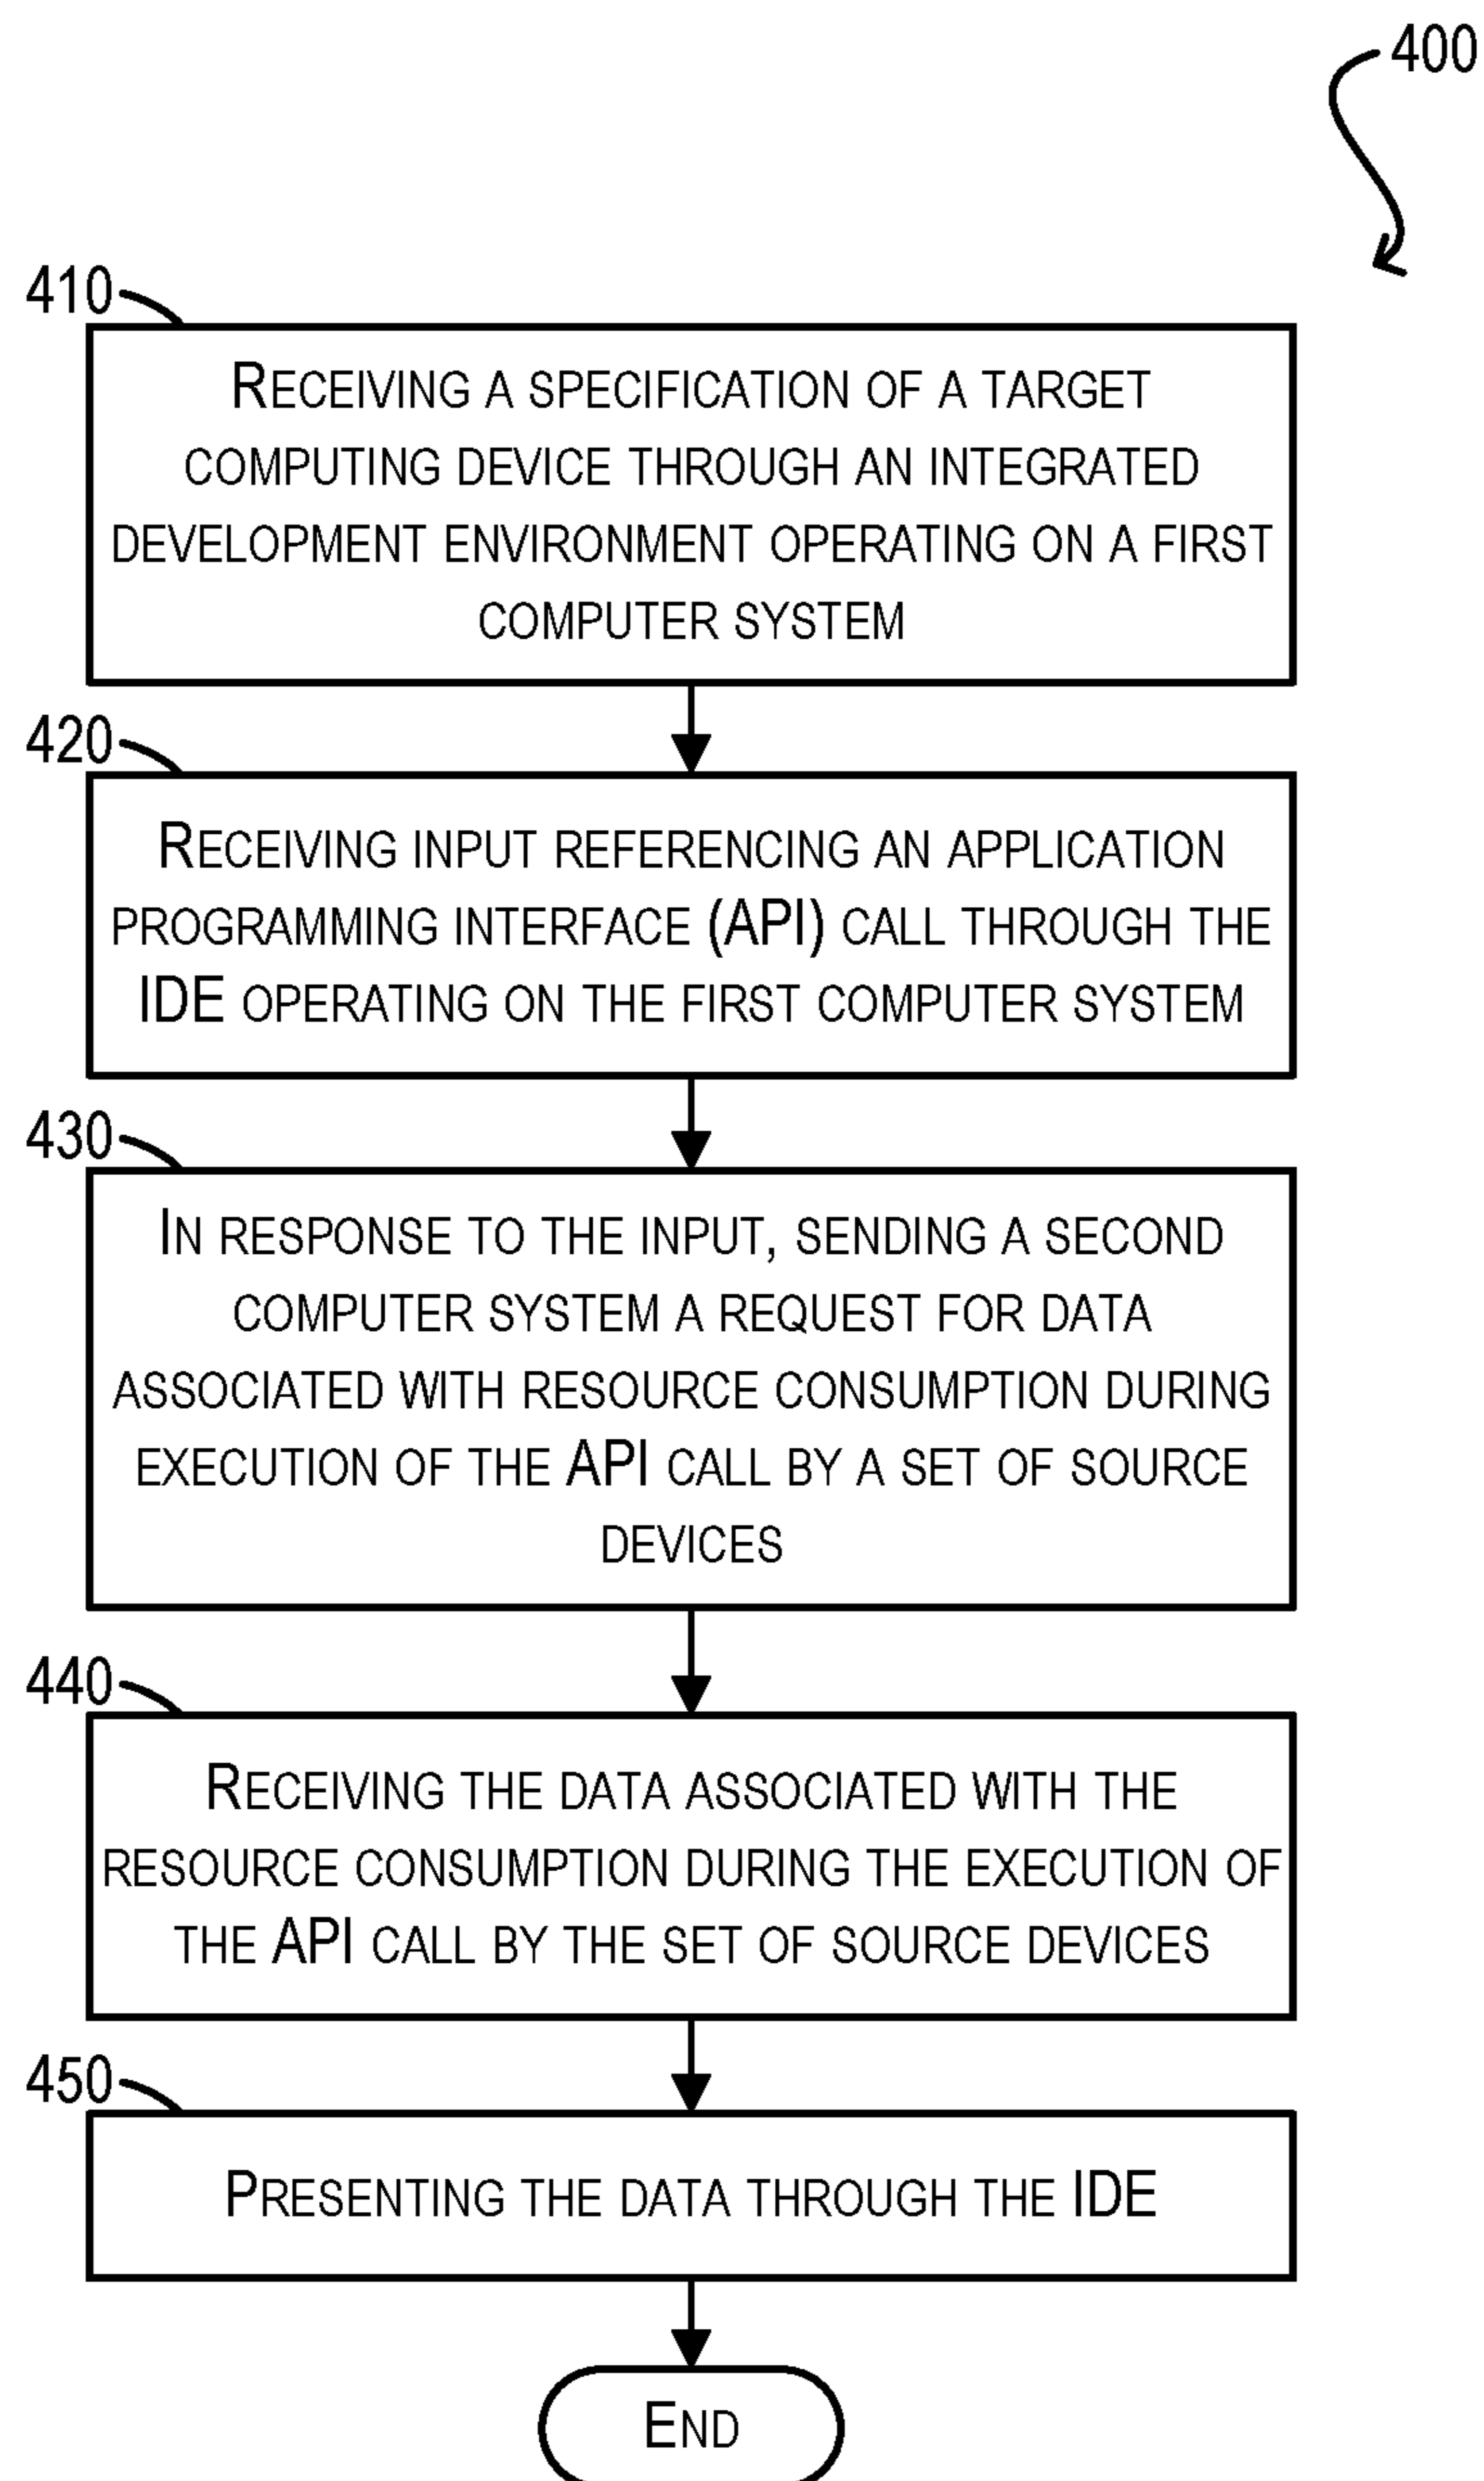 400
410
RECEIVING A SPECIFICATION OF A TARGET
COMPUTING DEVICE THROUGH AN INTEGRATED
DEVELOPMENT ENVIRONMENT OPERATING ON A FIRST
COMPUTER SYSTEM
420
RECEIVING INPUT REFERENCING AN APPLICATION
PROGRAMMING INTERFACE (API) CALL THROUGH THE
IDE OPERATING ON THE FIRST COMPUTER SYSTEM
430
IN RESPONSE TO THE INPUT, SENDING A SECOND
COMPUTER SYSTEM A REQUEST FOR DATA
ASSOCIATED WITH RESOURCE CONSUMPTION DURING
EXECUTION OF THE API CALL BY A SET OF SOURCE
DEVICES
440
RECEIVING THE DATA ASSOCIATED WITH THE
RESOURCE CONSUMPTION DURING THE EXECUTION OF
THE API CALL BY THE SET OF SOURCE DEVICES
450
PRESENTING THE DATA THROUGH THE IDE
END